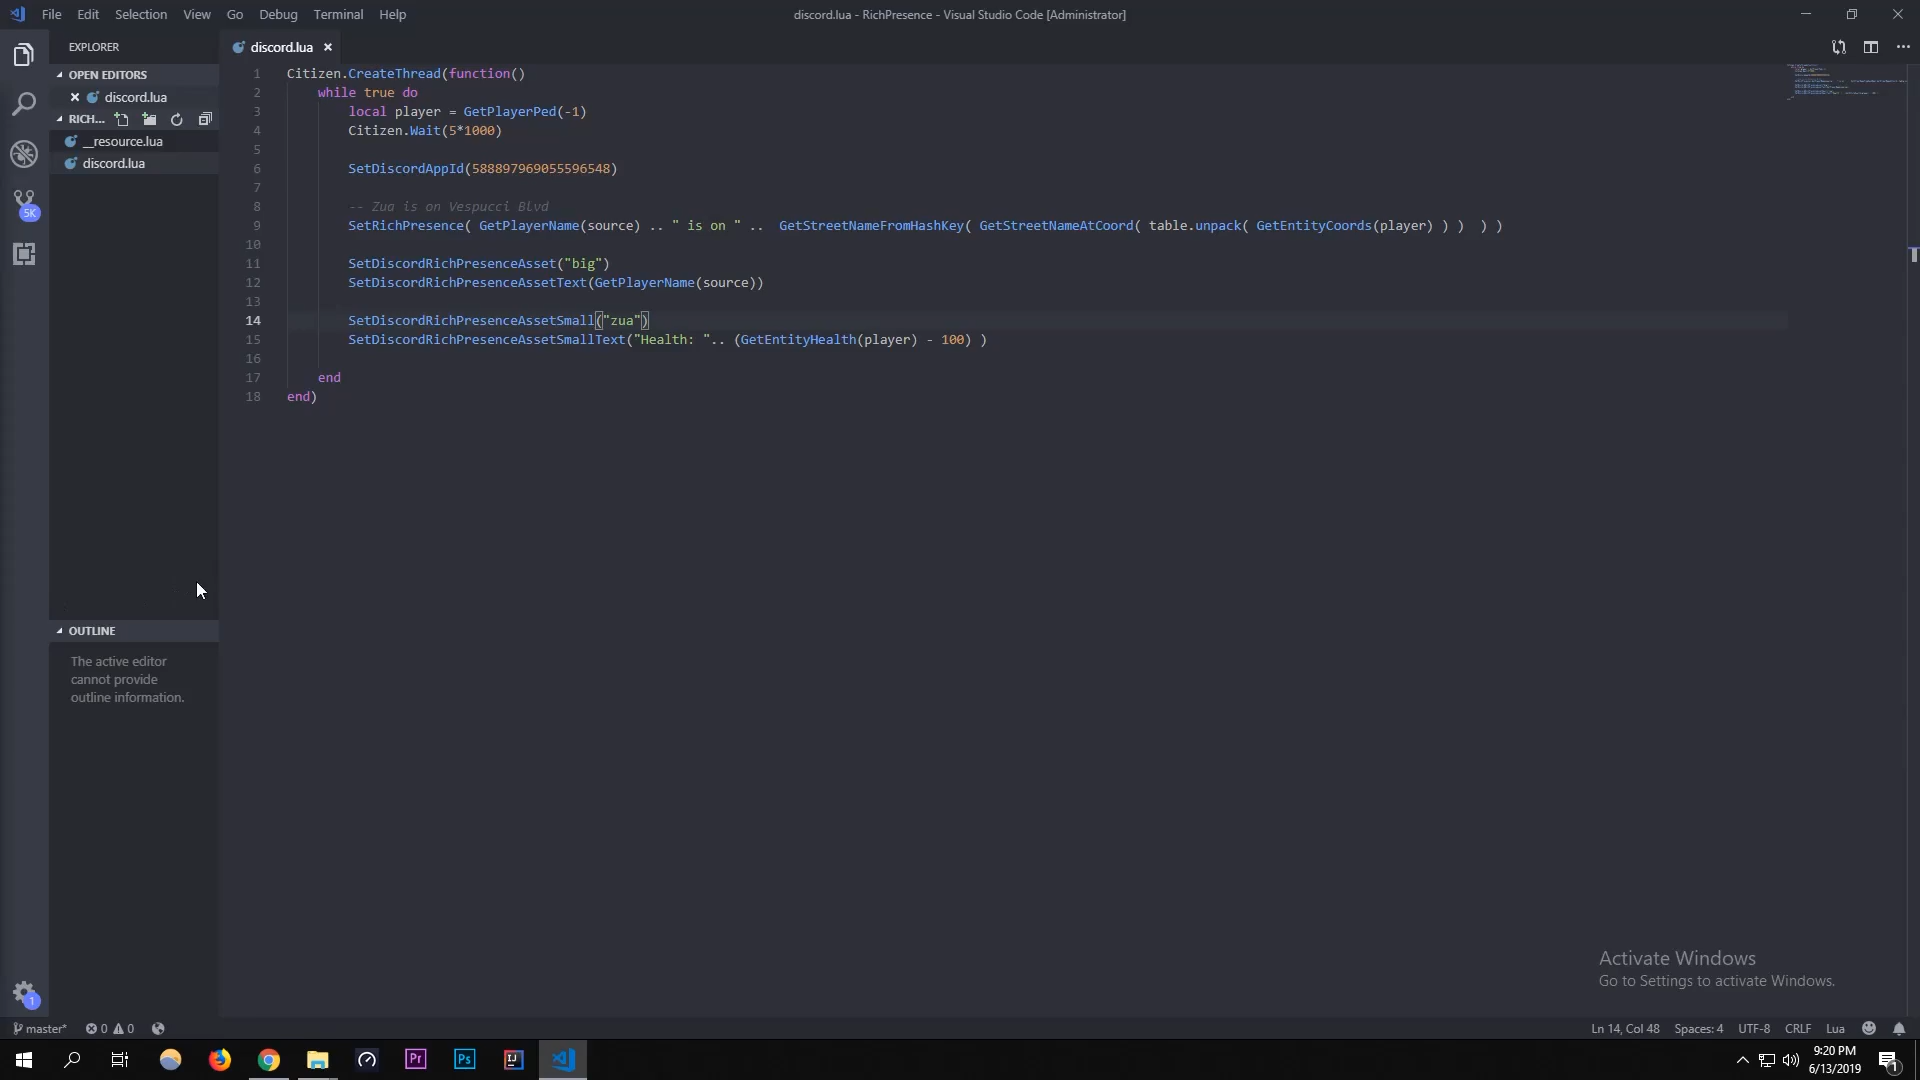 File Edit Selection View Go Debug Terminal Help
discord.lua - RichPresence - Visual Studio Code [Administrator]
EXPLORER
OPEN EDITORS
discord.lua
RICH...
__resource.lua
discord.lua
OUTLINE
The active editor
cannot provide
outline information.
5K
1
discord.lua
1 Citizen.CreateThread(function()
2 while true do
3 local player = GetPlayerPed(-1)
4 Citizen.Wait(5*1000)
5
6 SetDiscordAppId(588897969055596548)
7
8 -- Zua is on Vespucci Blvd
9 SetRichPresence( GetPlayerName(source) .. " is on " ..  GetStreetNameFromHashKey( GetStreetNameAtCoord( table.unpack( GetEntityCoords(player) ) )  ) )
10
11 SetDiscordRichPresenceAsset("big")
12 SetDiscordRichPresenceAssetText(GetPlayerName(source))
13
14 SetDiscordRichPresenceAssetSmall("zua")
15 SetDiscordRichPresenceAssetSmallText("Health: ".. (GetEntityHealth(player) - 100) )
16
17 end
18 end)
Activate Windows
Go to Settings to activate Windows.
master* 0 0
Ln 14, Col 48 Spaces: 4 UTF-8 CRLF Lua
Pr Ps IJ
9:20 PM
6/13/2019
1